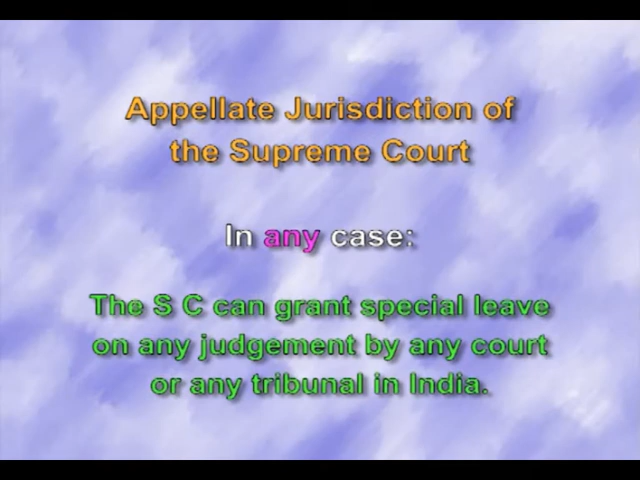 Appellate Jurisdiction of
the Supreme Court
In any case:
The S C can grant special leave
on any judgement by any court
or any tribunal in India.